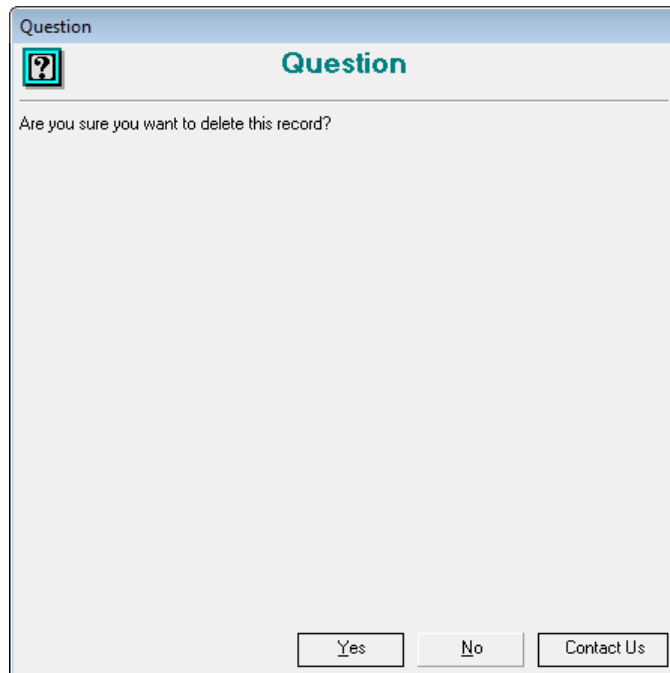 Question
Question
Are you sure you want to delete this record?
Yes
No
Contact Us